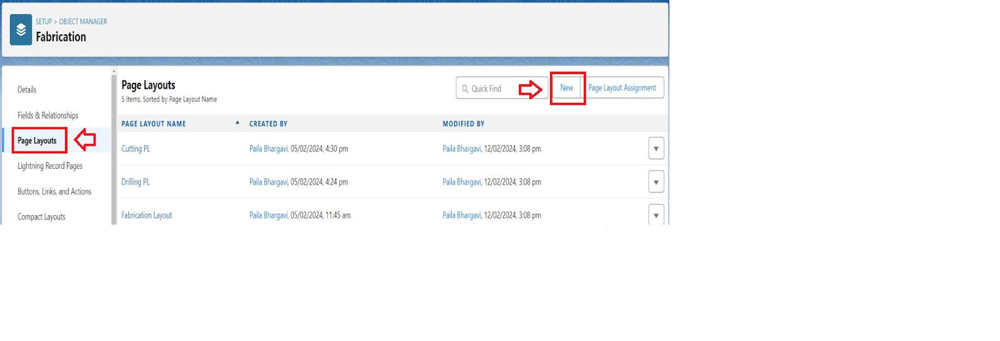 SETUP > OBJECT MANAGER
Fabrication
Details
Fields & Relationships
Page Layouts
Lightning Record Pages
Buttons, Links, and Actions
Compact Layouts
Page Layouts
5 Items, Sorted by Page Layout Name
Quick Find
New
Page Layout Assignment
PAGE LAYOUT NAME CREATED BY MODIFIED BY
Cutting PL Paila Bhargavi, 05/02/2024, 4:30 pm Paila Bhargavi, 12/02/2024, 3:08 pm
Drilling PL Paila Bhargavi, 05/02/2024, 4:24 pm Paila Bhargavi, 12/02/2024, 3:08 pm
Fabrication Layout Paila Bhargavi, 05/02/2024, 11:45 am Paila Bhargavi, 12/02/2024, 3:08 pm